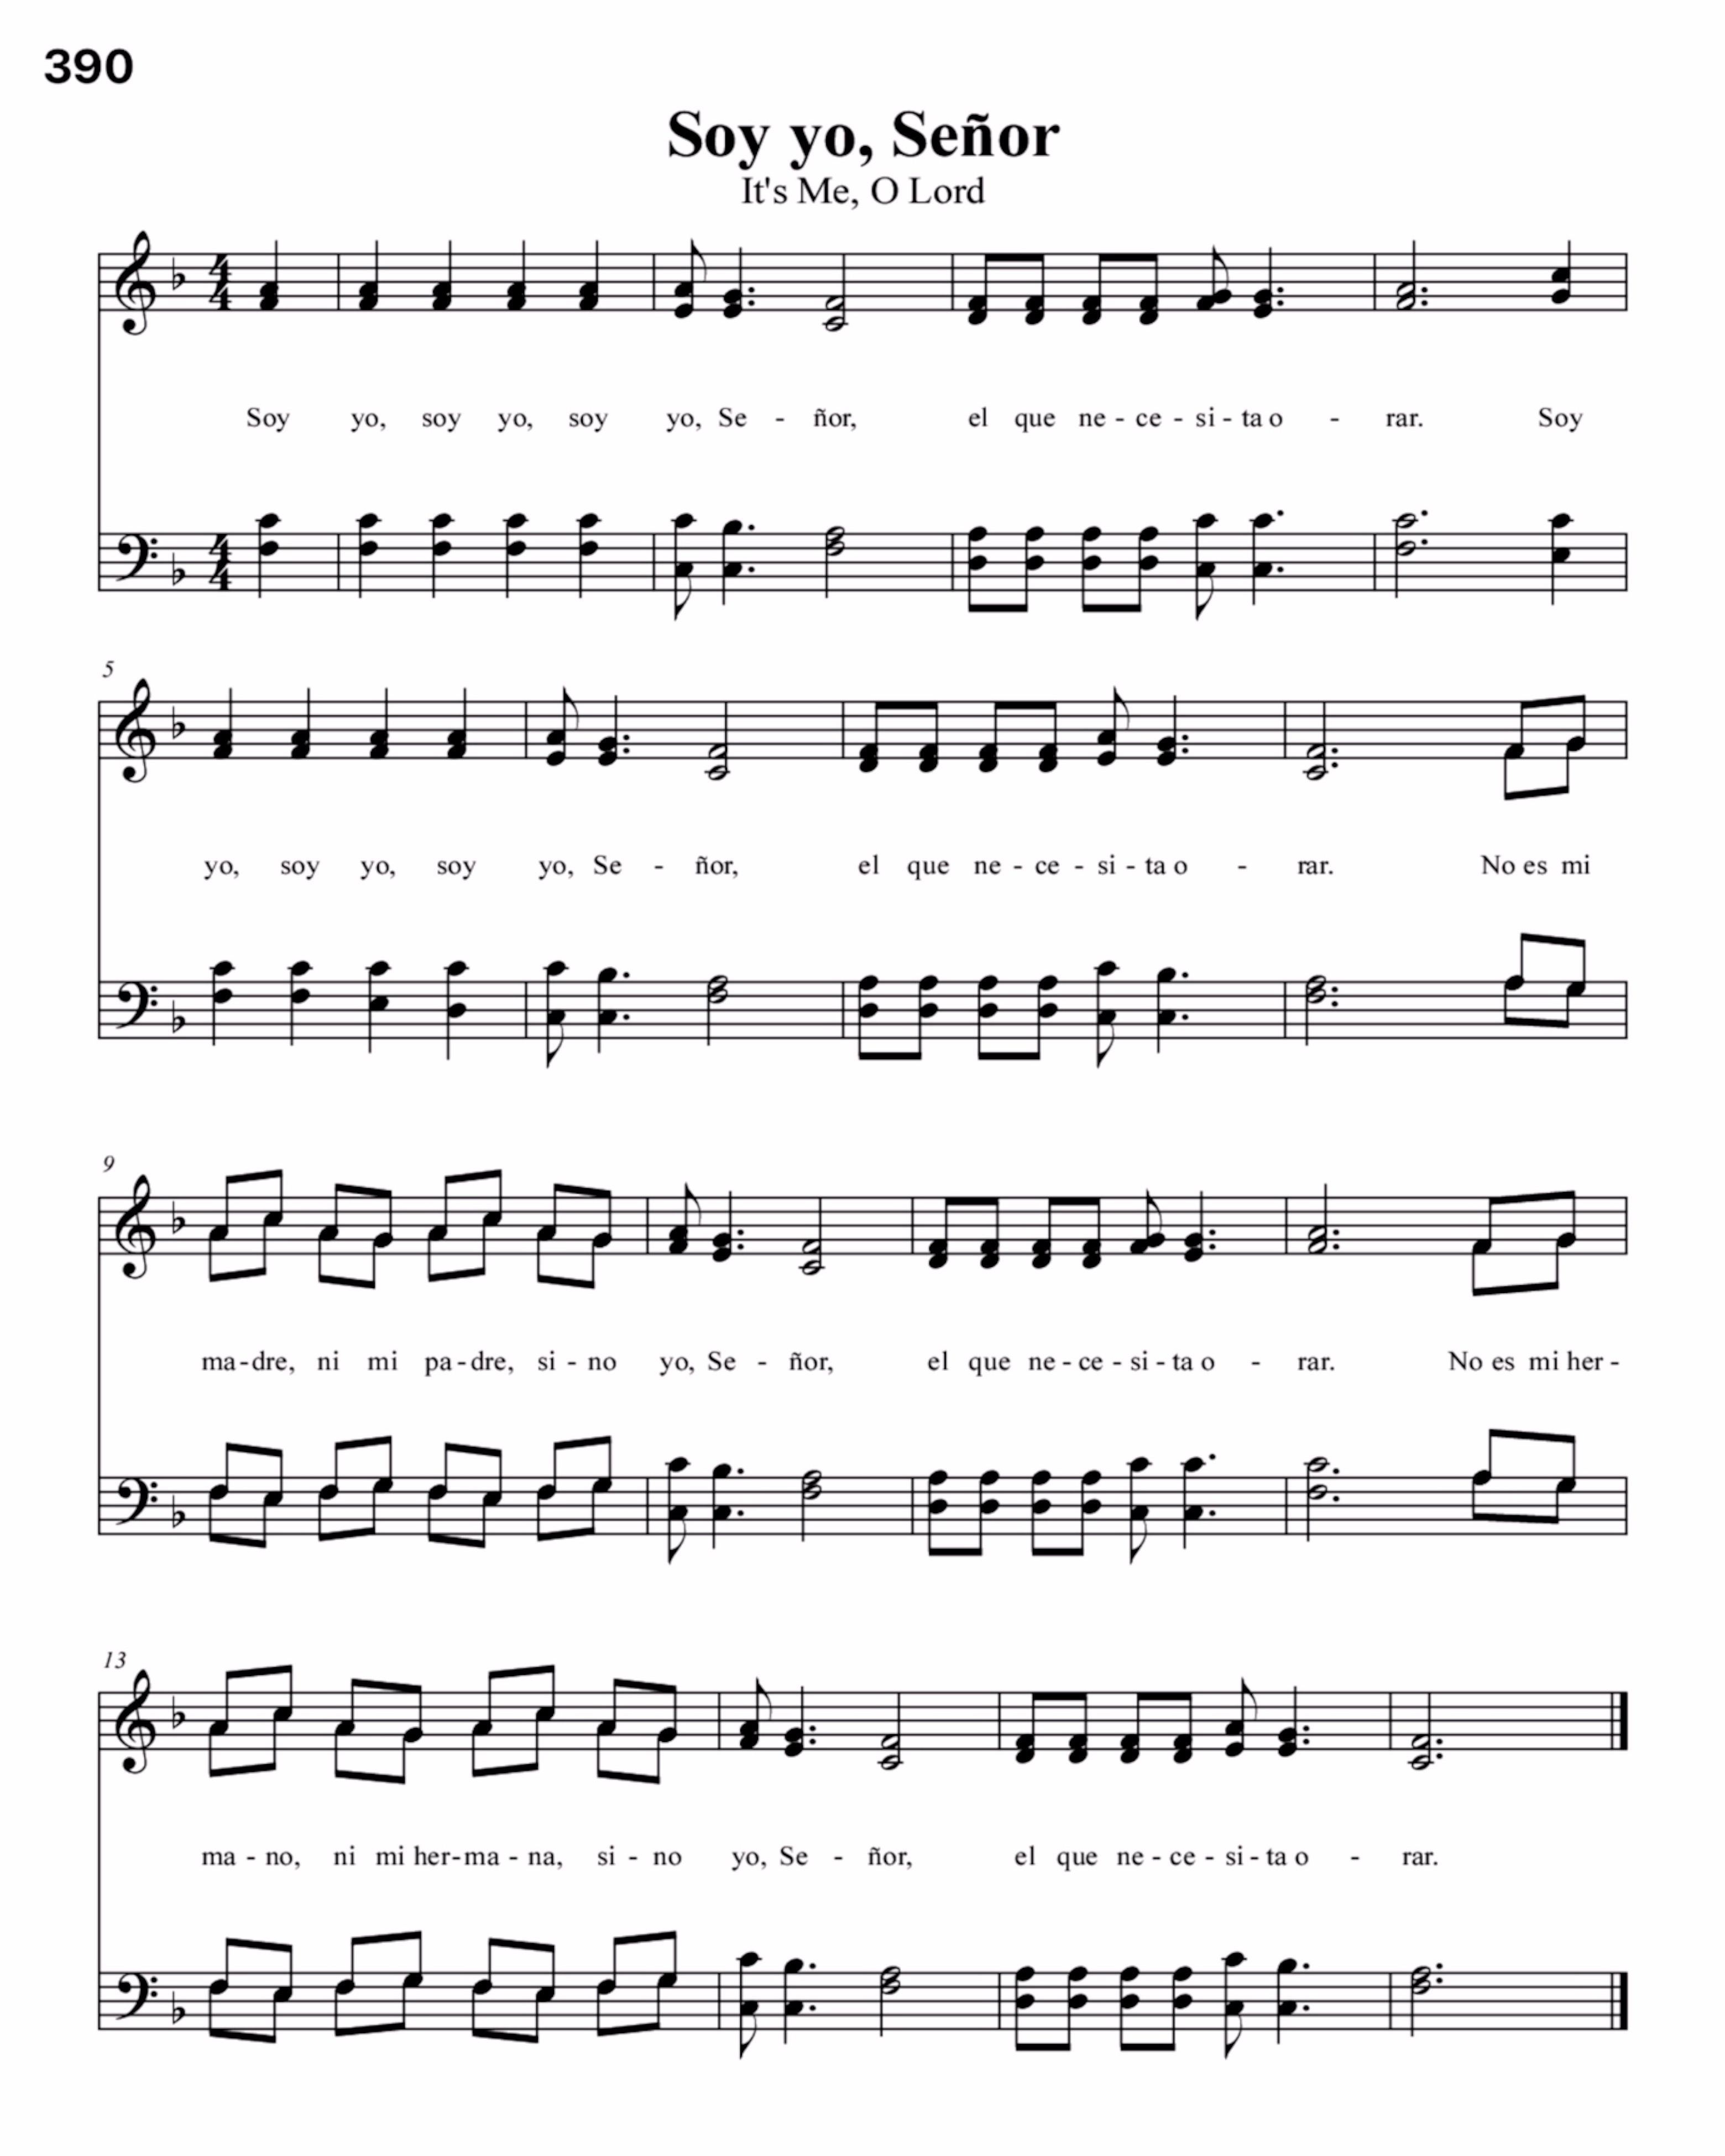 390
Soy yo, Señor
It's Me, O Lord
4
4
Soy yo, soy yo, soy yo, Se - ñor, el que ne - ce - si - ta o - rar. Soy
4
4
5
yo, soy yo, soy yo, Se - ñor, el que ne - ce - si - ta o - rar. No es mi
9
ma - dre, ni mi pa - dre, si - no yo, Se - ñor, el que ne - ce - si - ta o - rar. No es mi her -
13
ma - no, ni mi her - ma - na, si - no yo, Se - ñor, el que ne - ce - si - ta o - rar.